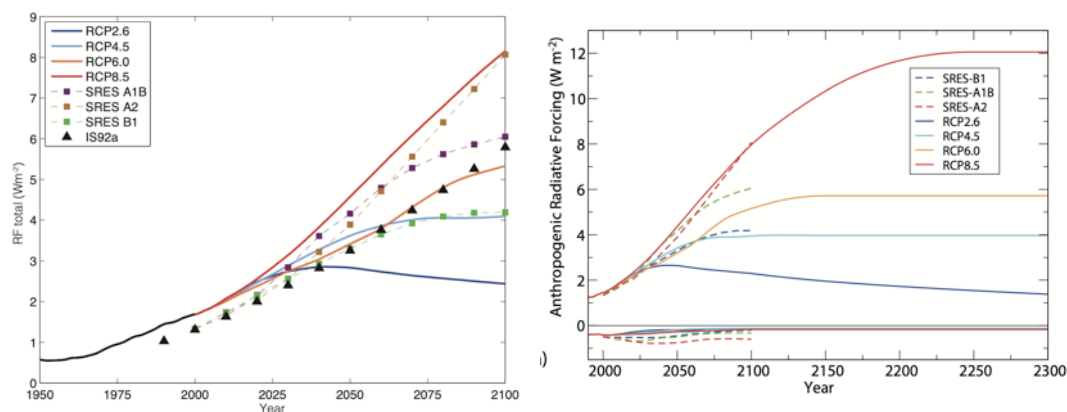 9
8
7
6
5
4
3
2
1
0
RF total (Wm-2)
RCP2.6
RCP4.5
RCP6.0
RCP8.5
SRES A1B
SRES A2
SRES B1
IS92a
1950
1975
2000
2025
2050
2075
2100
Year
Anthropogenic Radiative Forcing (W m-2)
12
10
8
6
4
2
0
SRES-B1
SRES-A1B
SRES-A2
RCP2.6
RCP4.5
RCP6.0
RCP8.5
)
2000
2050
2100
2150
2200
2250
2300
Year